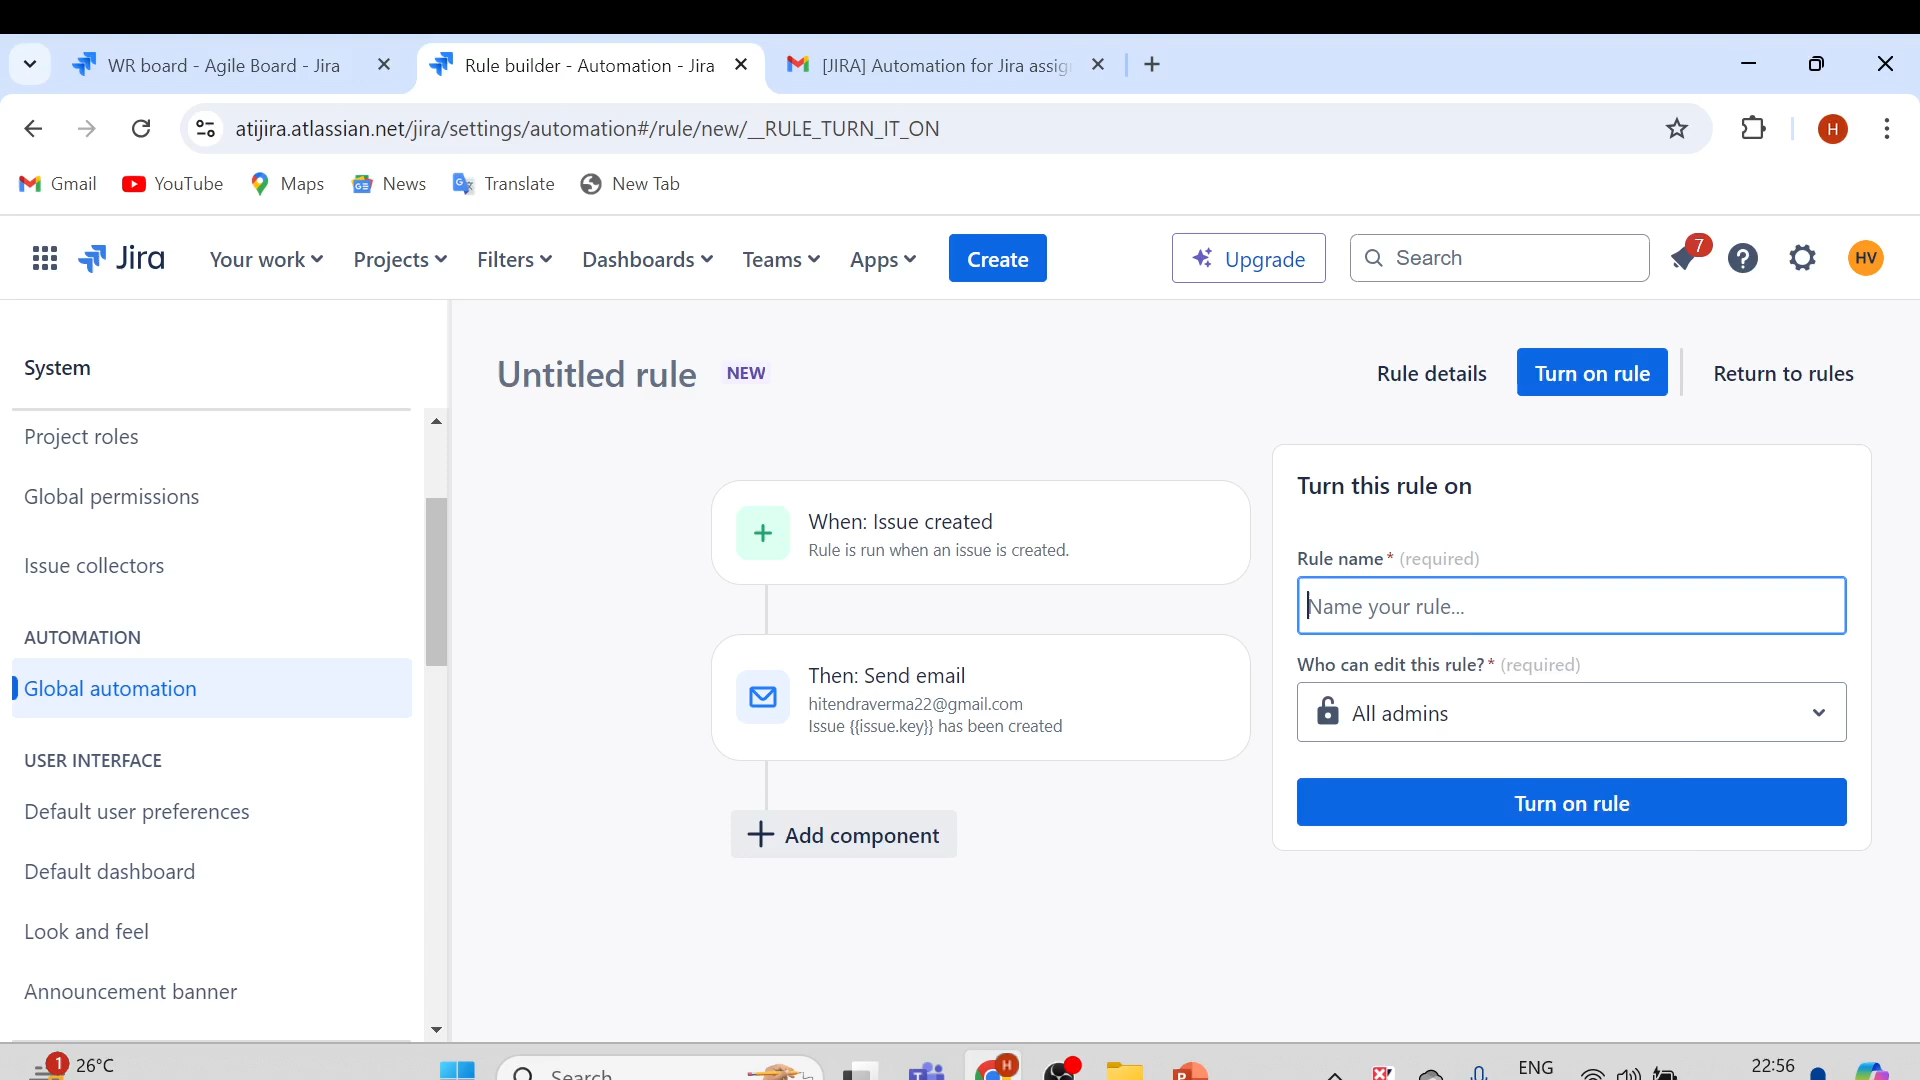 WR board - Agile Board - Jira
Rule builder - Automation - Jira
[JIRA] Automation for Jira assig
atijira.atlassian.net/jira/settings/automation#/rule/new/__RULE_TURN_IT_ON
H
Gmail
YouTube
Maps
News
Translate
New Tab
Jira
Your work
Projects
Filters
Dashboards
Teams
Apps
Create
Upgrade
Search
7
HV
System
Project roles
Global permissions
Issue collectors
AUTOMATION
Global automation
USER INTERFACE
Default user preferences
Default dashboard
Look and feel
Announcement banner
Untitled rule
NEW
Rule details
Turn on rule
Return to rules
When: Issue created
Rule is run when an issue is created.
Then: Send email
hitendraverma22@gmail.com
Issue {{issue.key}} has been created
Add component
Turn this rule on
Rule name* (required)
Name your rule...
Who can edit this rule?* (required)
All admins
Turn on rule
1
26°C
Search
H
ENG
22:56